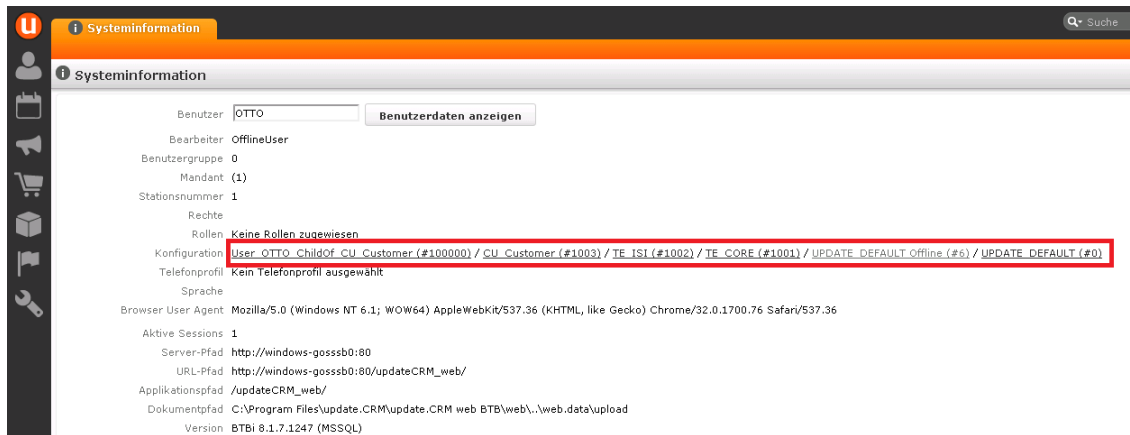 Systeminformation
Suche
Systeminformation
Benutzer OTTO Benutzerdaten anzeigen
Bearbeiter OfflineUser
Benutzergruppe 0
Mandant (1)
Stationsnummer 1
Rechte
Rollen Keine Rollen zugewiesen
Konfiguration User_OTTO_ChildOf_CU_Customer (#100000) / CU_Customer (#1003) / TE_ISI (#1002) / TE_CORE (#1001) / UPDATE_DEFAULT Offline (#6) / UPDATE_DEFAULT (#0)
Telefonprofil Kein Telefonprofil ausgewählt
Sprache
Browser User Agent Mozilla/5.0 (Windows NT 6.1; WOW64) AppleWebKit/537.36 (KHTML, like Gecko) Chrome/32.0.1700.76 Safari/537.36
Aktive Sessions 1
Server-Pfad http://windows-gosssb0:80
URL-Pfad http://windows-gosssb0:80/updateCRM_web/
Applikationspfad /updateCRM_web/
Dokumentpfad C:\Program Files\update.CRM\update.CRM web BTB\web\..\web.data\upload
Version BTBi 8.1.7.1247 (MSSQL)